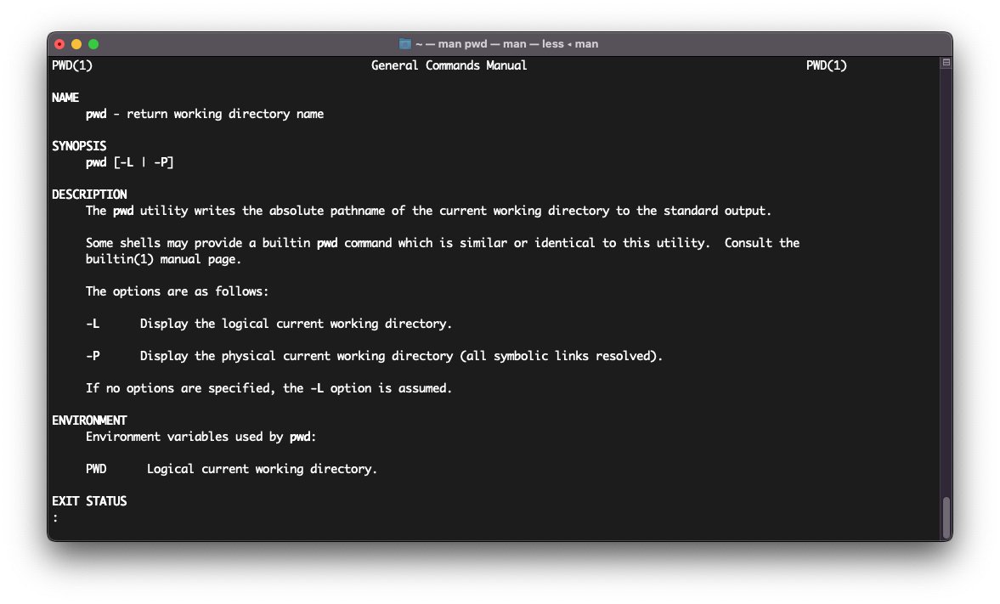 ~ — man pwd — man — less ◂ man
PWD(1) General Commands Manual PWD(1)
NAME
pwd - return working directory name
SYNOPSIS
pwd [-L | -P]
DESCRIPTION
The pwd utility writes the absolute pathname of the current working directory to the standard output.
Some shells may provide a builtin pwd command which is similar or identical to this utility.  Consult the
builtin(1) manual page.
The options are as follows:
-L      Display the logical current working directory.
-P      Display the physical current working directory (all symbolic links resolved).
If no options are specified, the -L option is assumed.
ENVIRONMENT
Environment variables used by pwd:
PWD      Logical current working directory.
EXIT STATUS
: